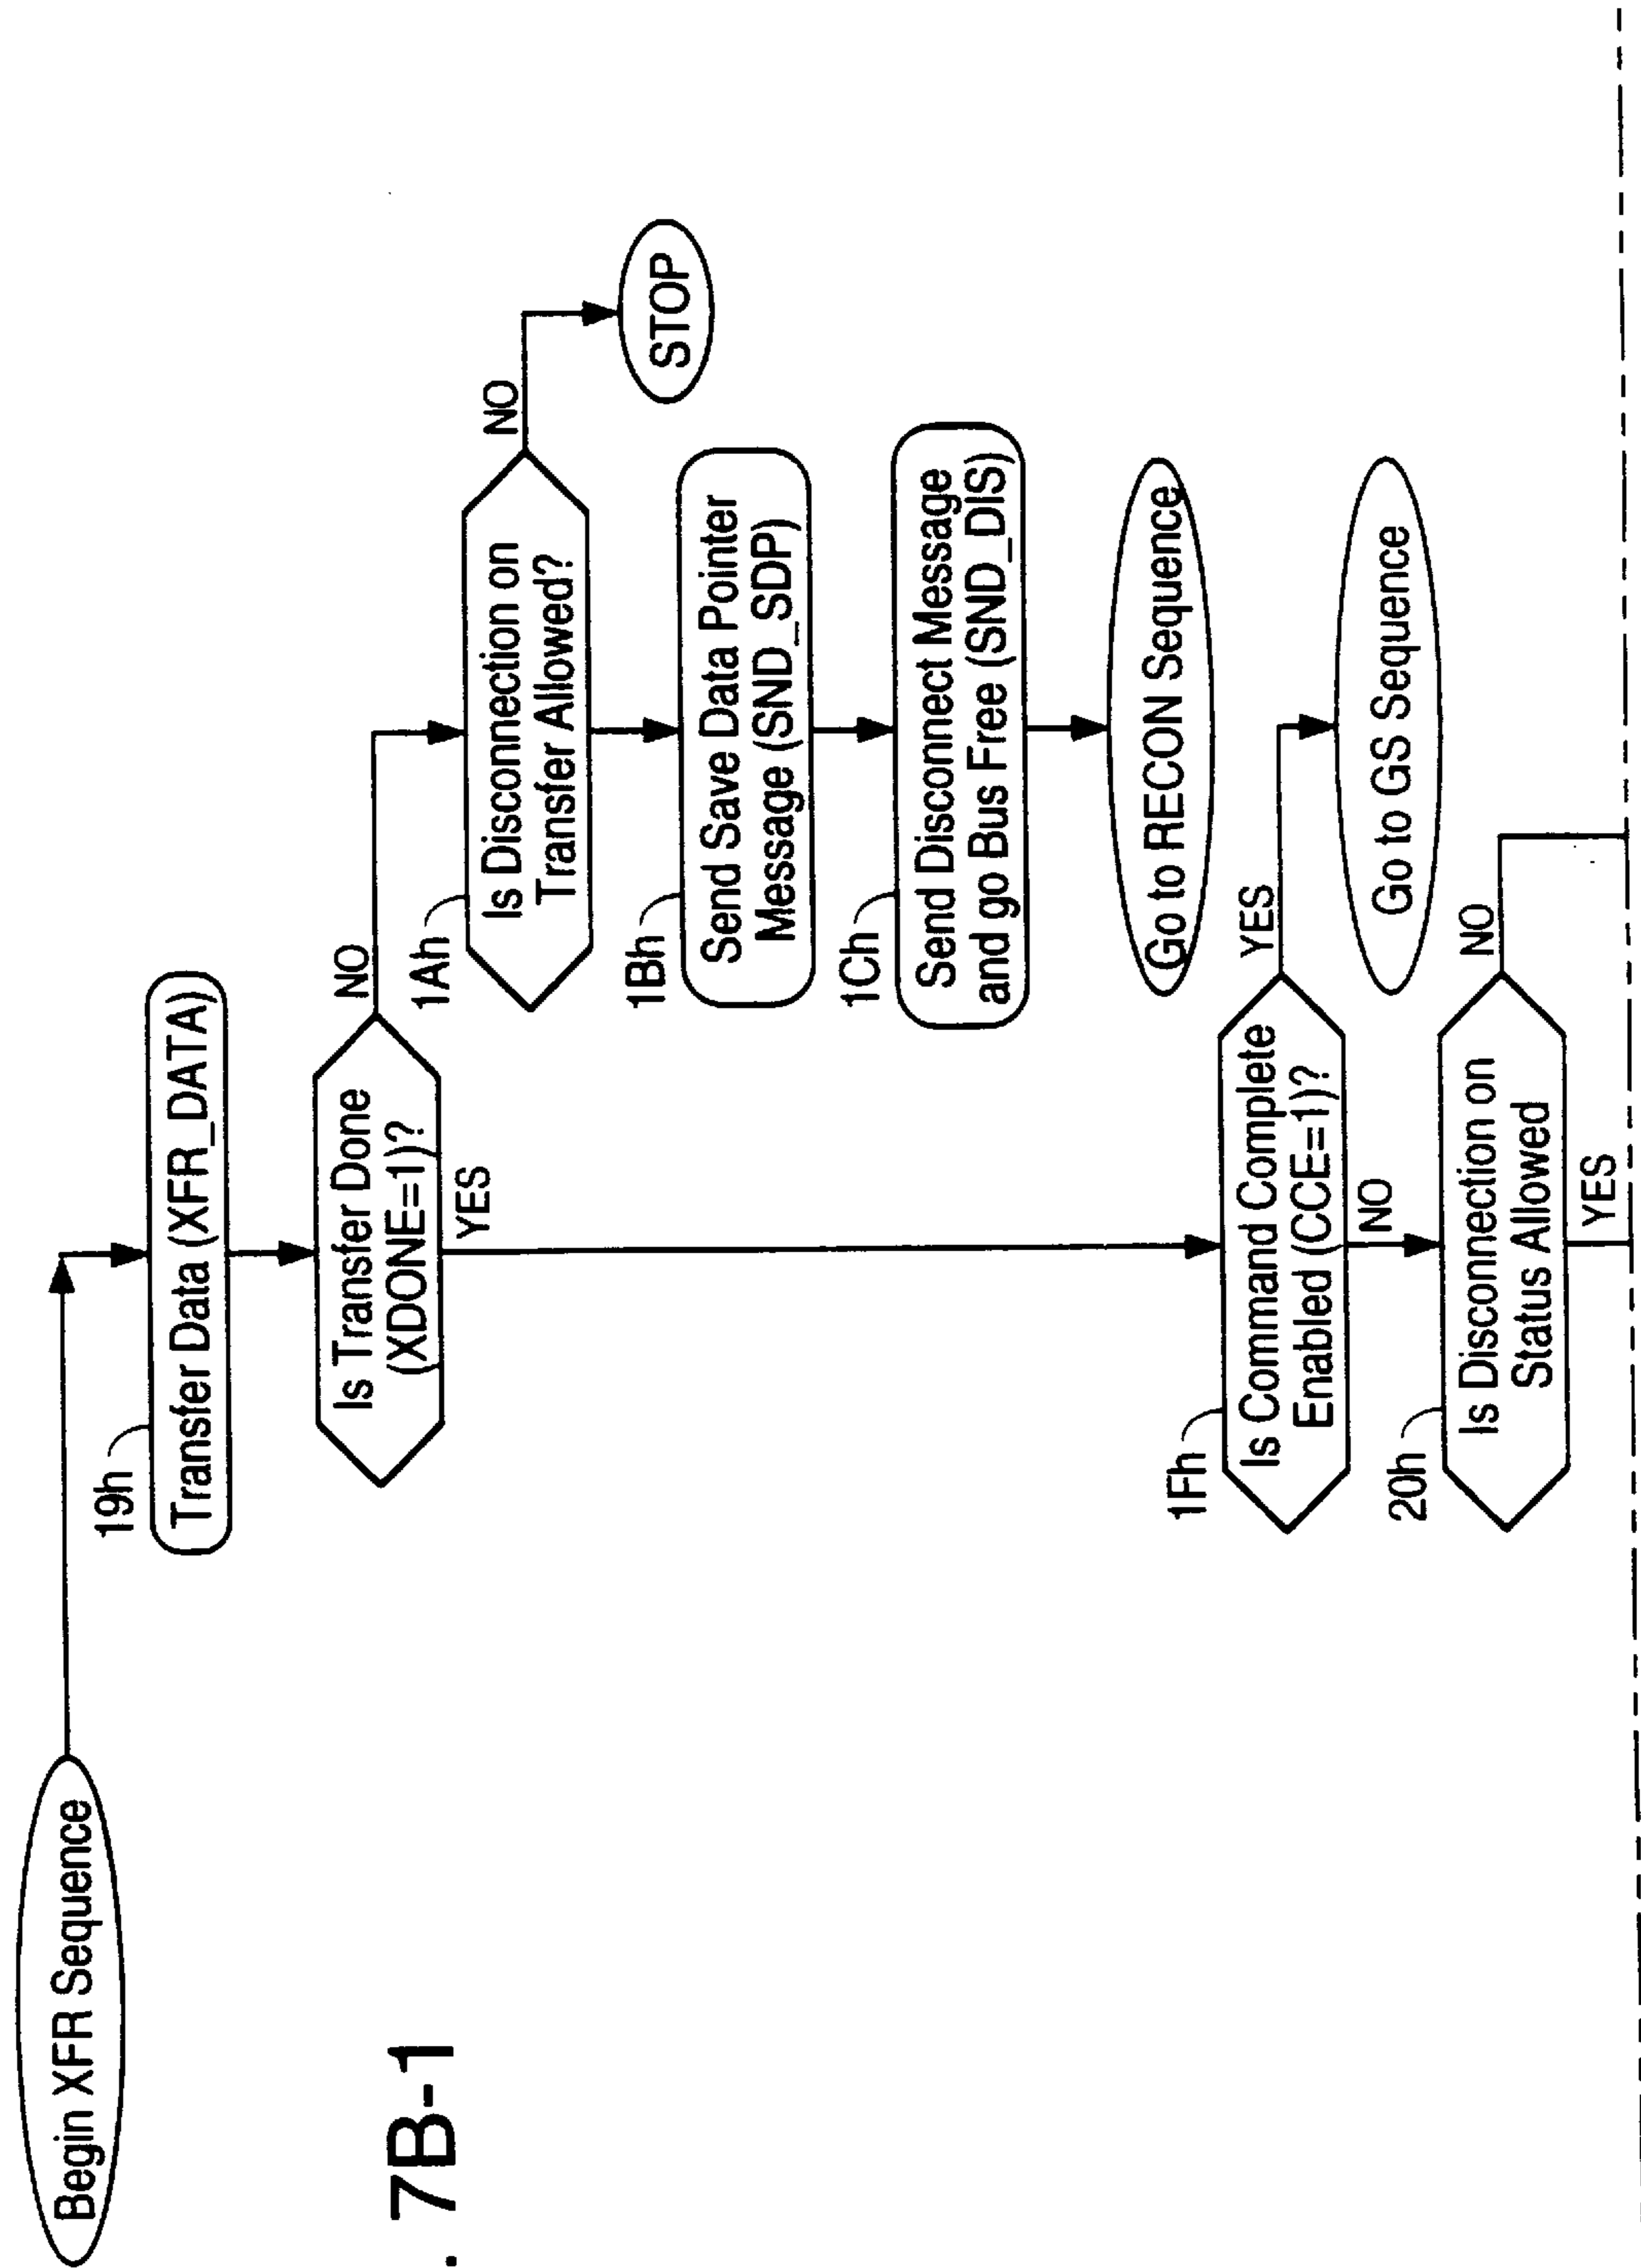 Begin XFR Sequence
19h
Transfer Data (XFR_DATA)
Is Transfer Done
(XDONE=1)?
NO
YES
1Ah
Is Disconnection on
Transfer Allowed?
NO
STOP
1Bh
Send Save Data Pointer
Message (SND_SDP)
1Ch
Send Disconnect Message
and go Bus Free (SND_DIS)
Go to RECON Sequence
1Fh
Is Command Complete
Enabled (CCE=1)?
YES
NO
Go to GS Sequence
20h
Is Disconnection on
Status Allowed
NO
YES
. 7B-1